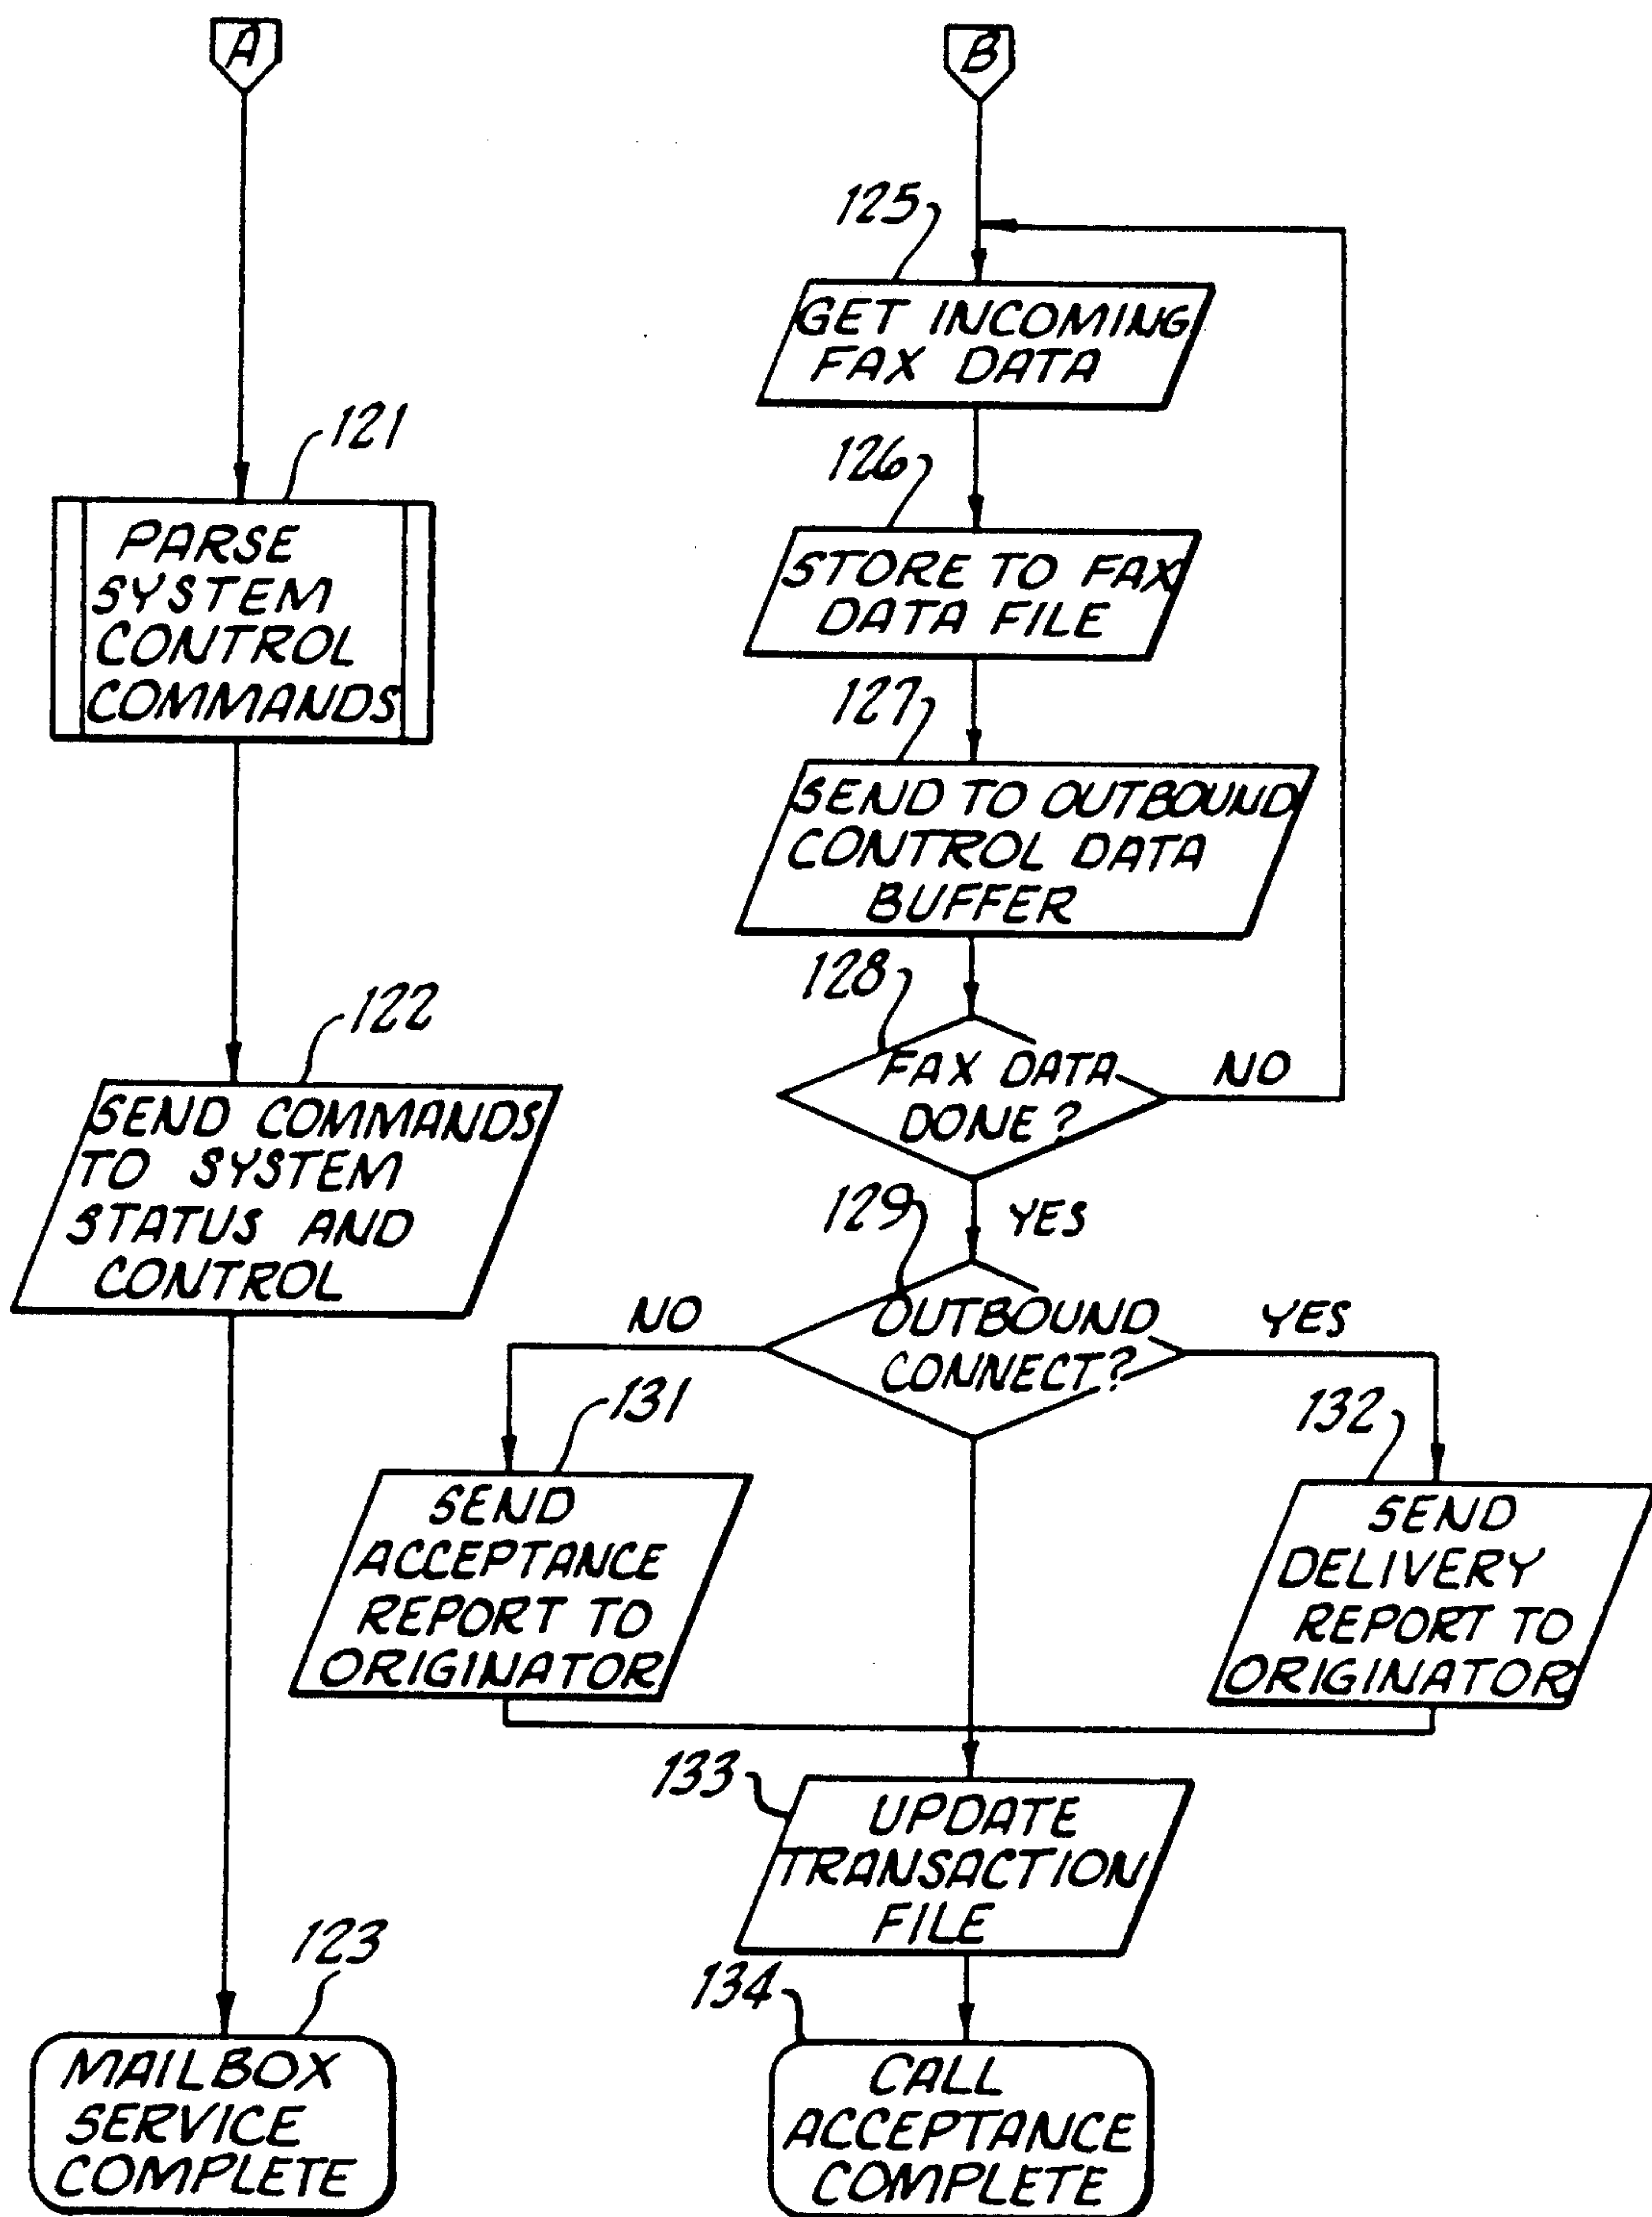 A
121
PARSE
SYSTEM
CONTROL
COMMANDS
122
SEND COMMANDS
TO SYSTEM
STATUS AND
CONTROL
123
MAILBOX
SERVICE
COMPLETE
B
125
GET INCOMING
FAX DATA
126
STORE TO FAX
DATA FILE
127
SEND TO OUTBOUND
CONTROL DATA
BUFFER
128
FAX DATA
DONE?
NO
YES
129
OUTBOUND
CONNECT?
NO
YES
131
SEND
ACCEPTANCE
REPORT TO
ORIGINATOR
132
SEND
DELIVERY
REPORT TO
ORIGINATOR
133
UPDATE
TRANSACTION
FILE
134
CALL
ACCEPTANCE
COMPLETE